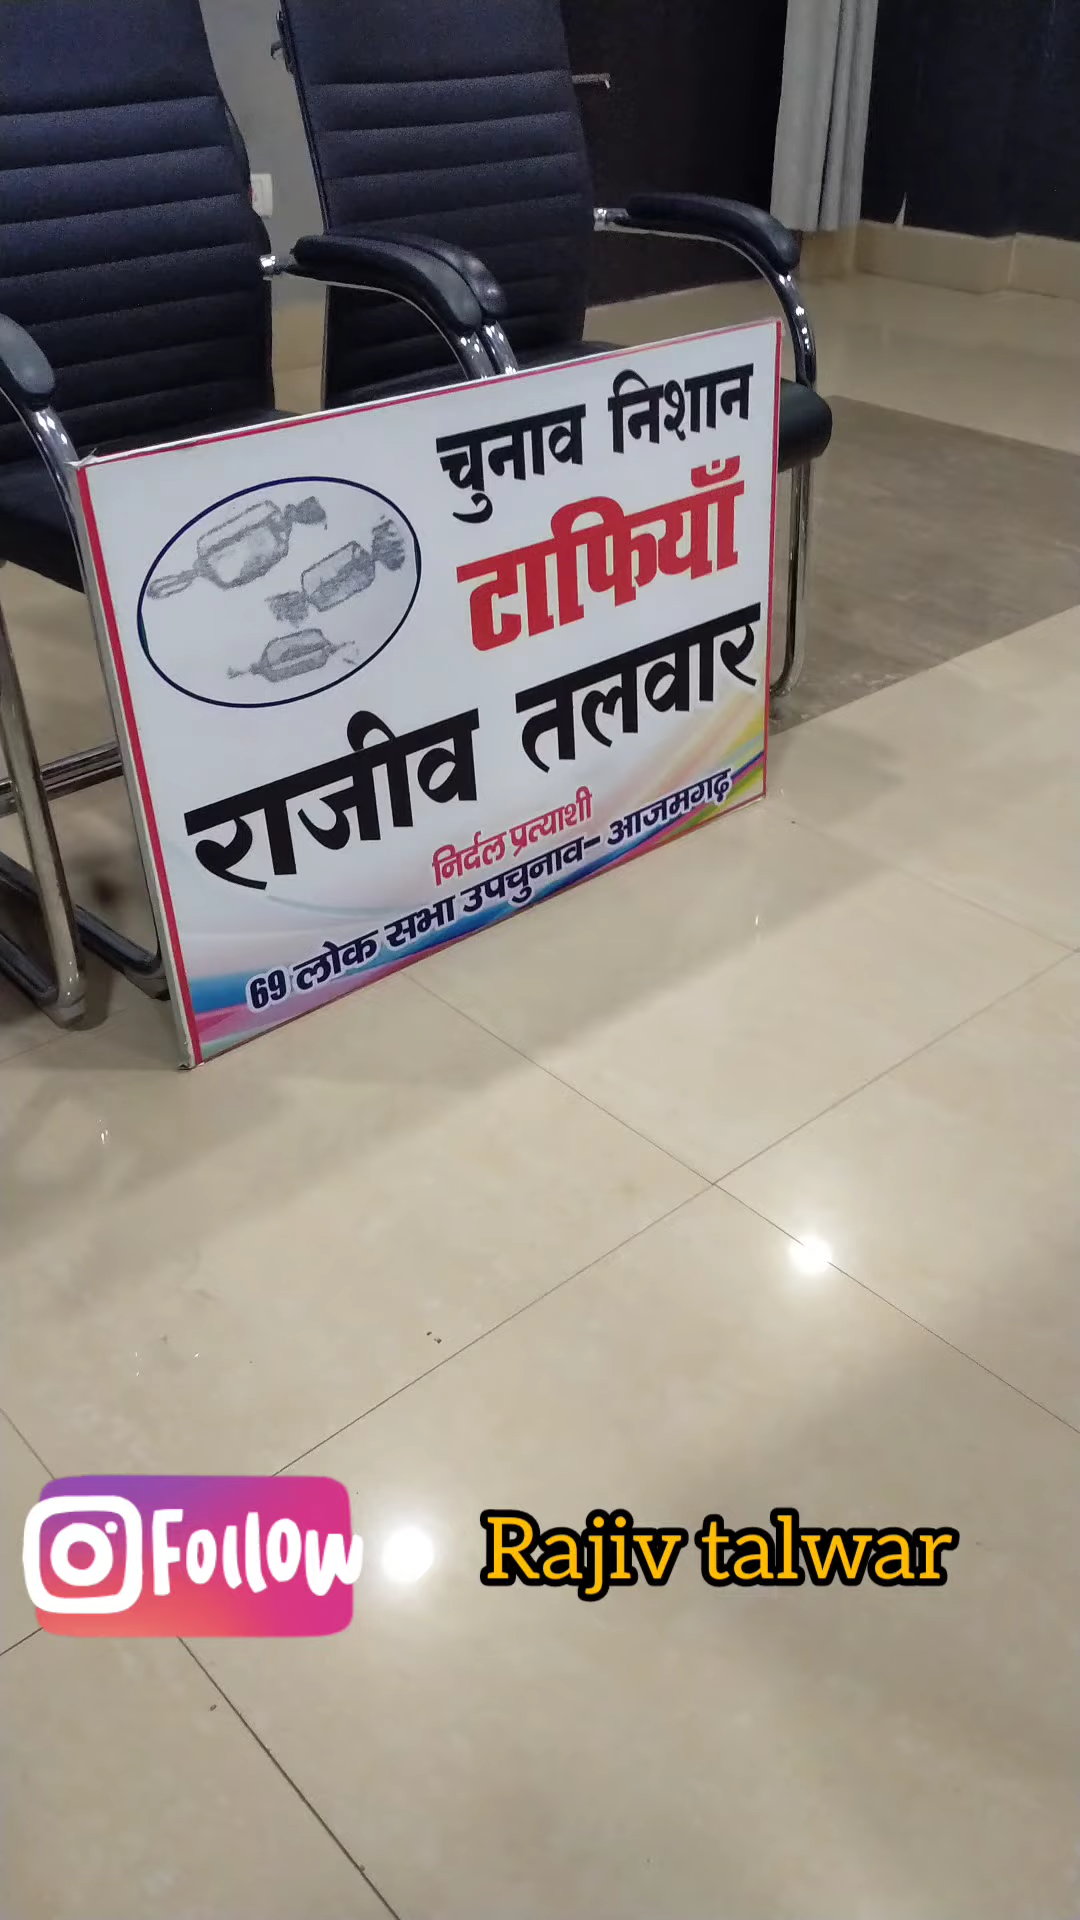 चुनाव निशान
टाफियाँ
राजीव तलवार
निर्दल प्रत्याशी
69 लोक सभा उपचुनाव- आजमगढ़
Follow
Rajiv talwar